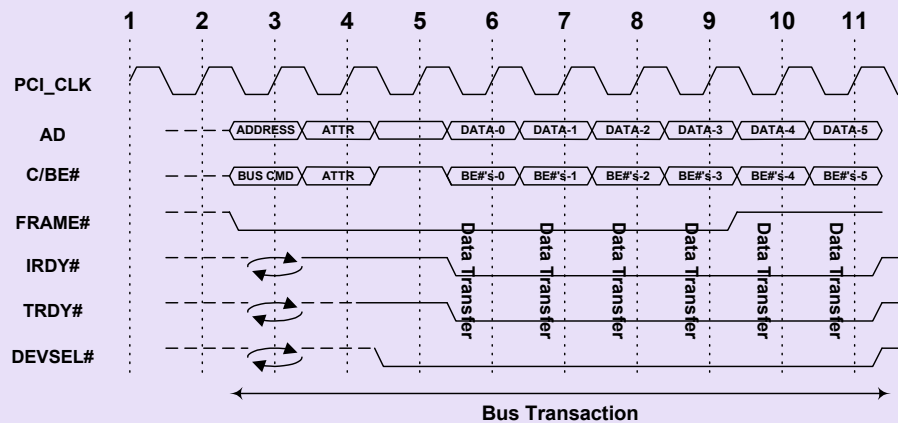 1 2 3 4 5 6 7 8 9 10 11
PCI_CLK
AD ADDRESS ATTR DATA-0 DATA-1 DATA-2 DATA-3 DATA-4 DATA-5
C/BE# BUS CMD ATTR BE#'s-0 BE#'s-1 BE#'s-2 BE#'s-3 BE#'s-4 BE#'s-5
FRAME#
IRDY#
TRDY#
DEVSEL#
Data Transfer
Data Transfer
Data Transfer
Data Transfer
Data Transfer
Data Transfer
Bus Transaction